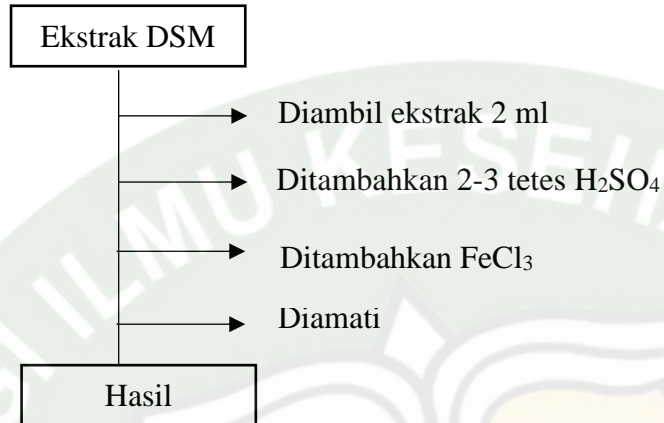 Ekstrak DSM
Diambil ekstrak 2 ml
Ditambahkan 2-3 tetes H₂SO₄
Ditambahkan FeCl₃
Diamati
Hasil